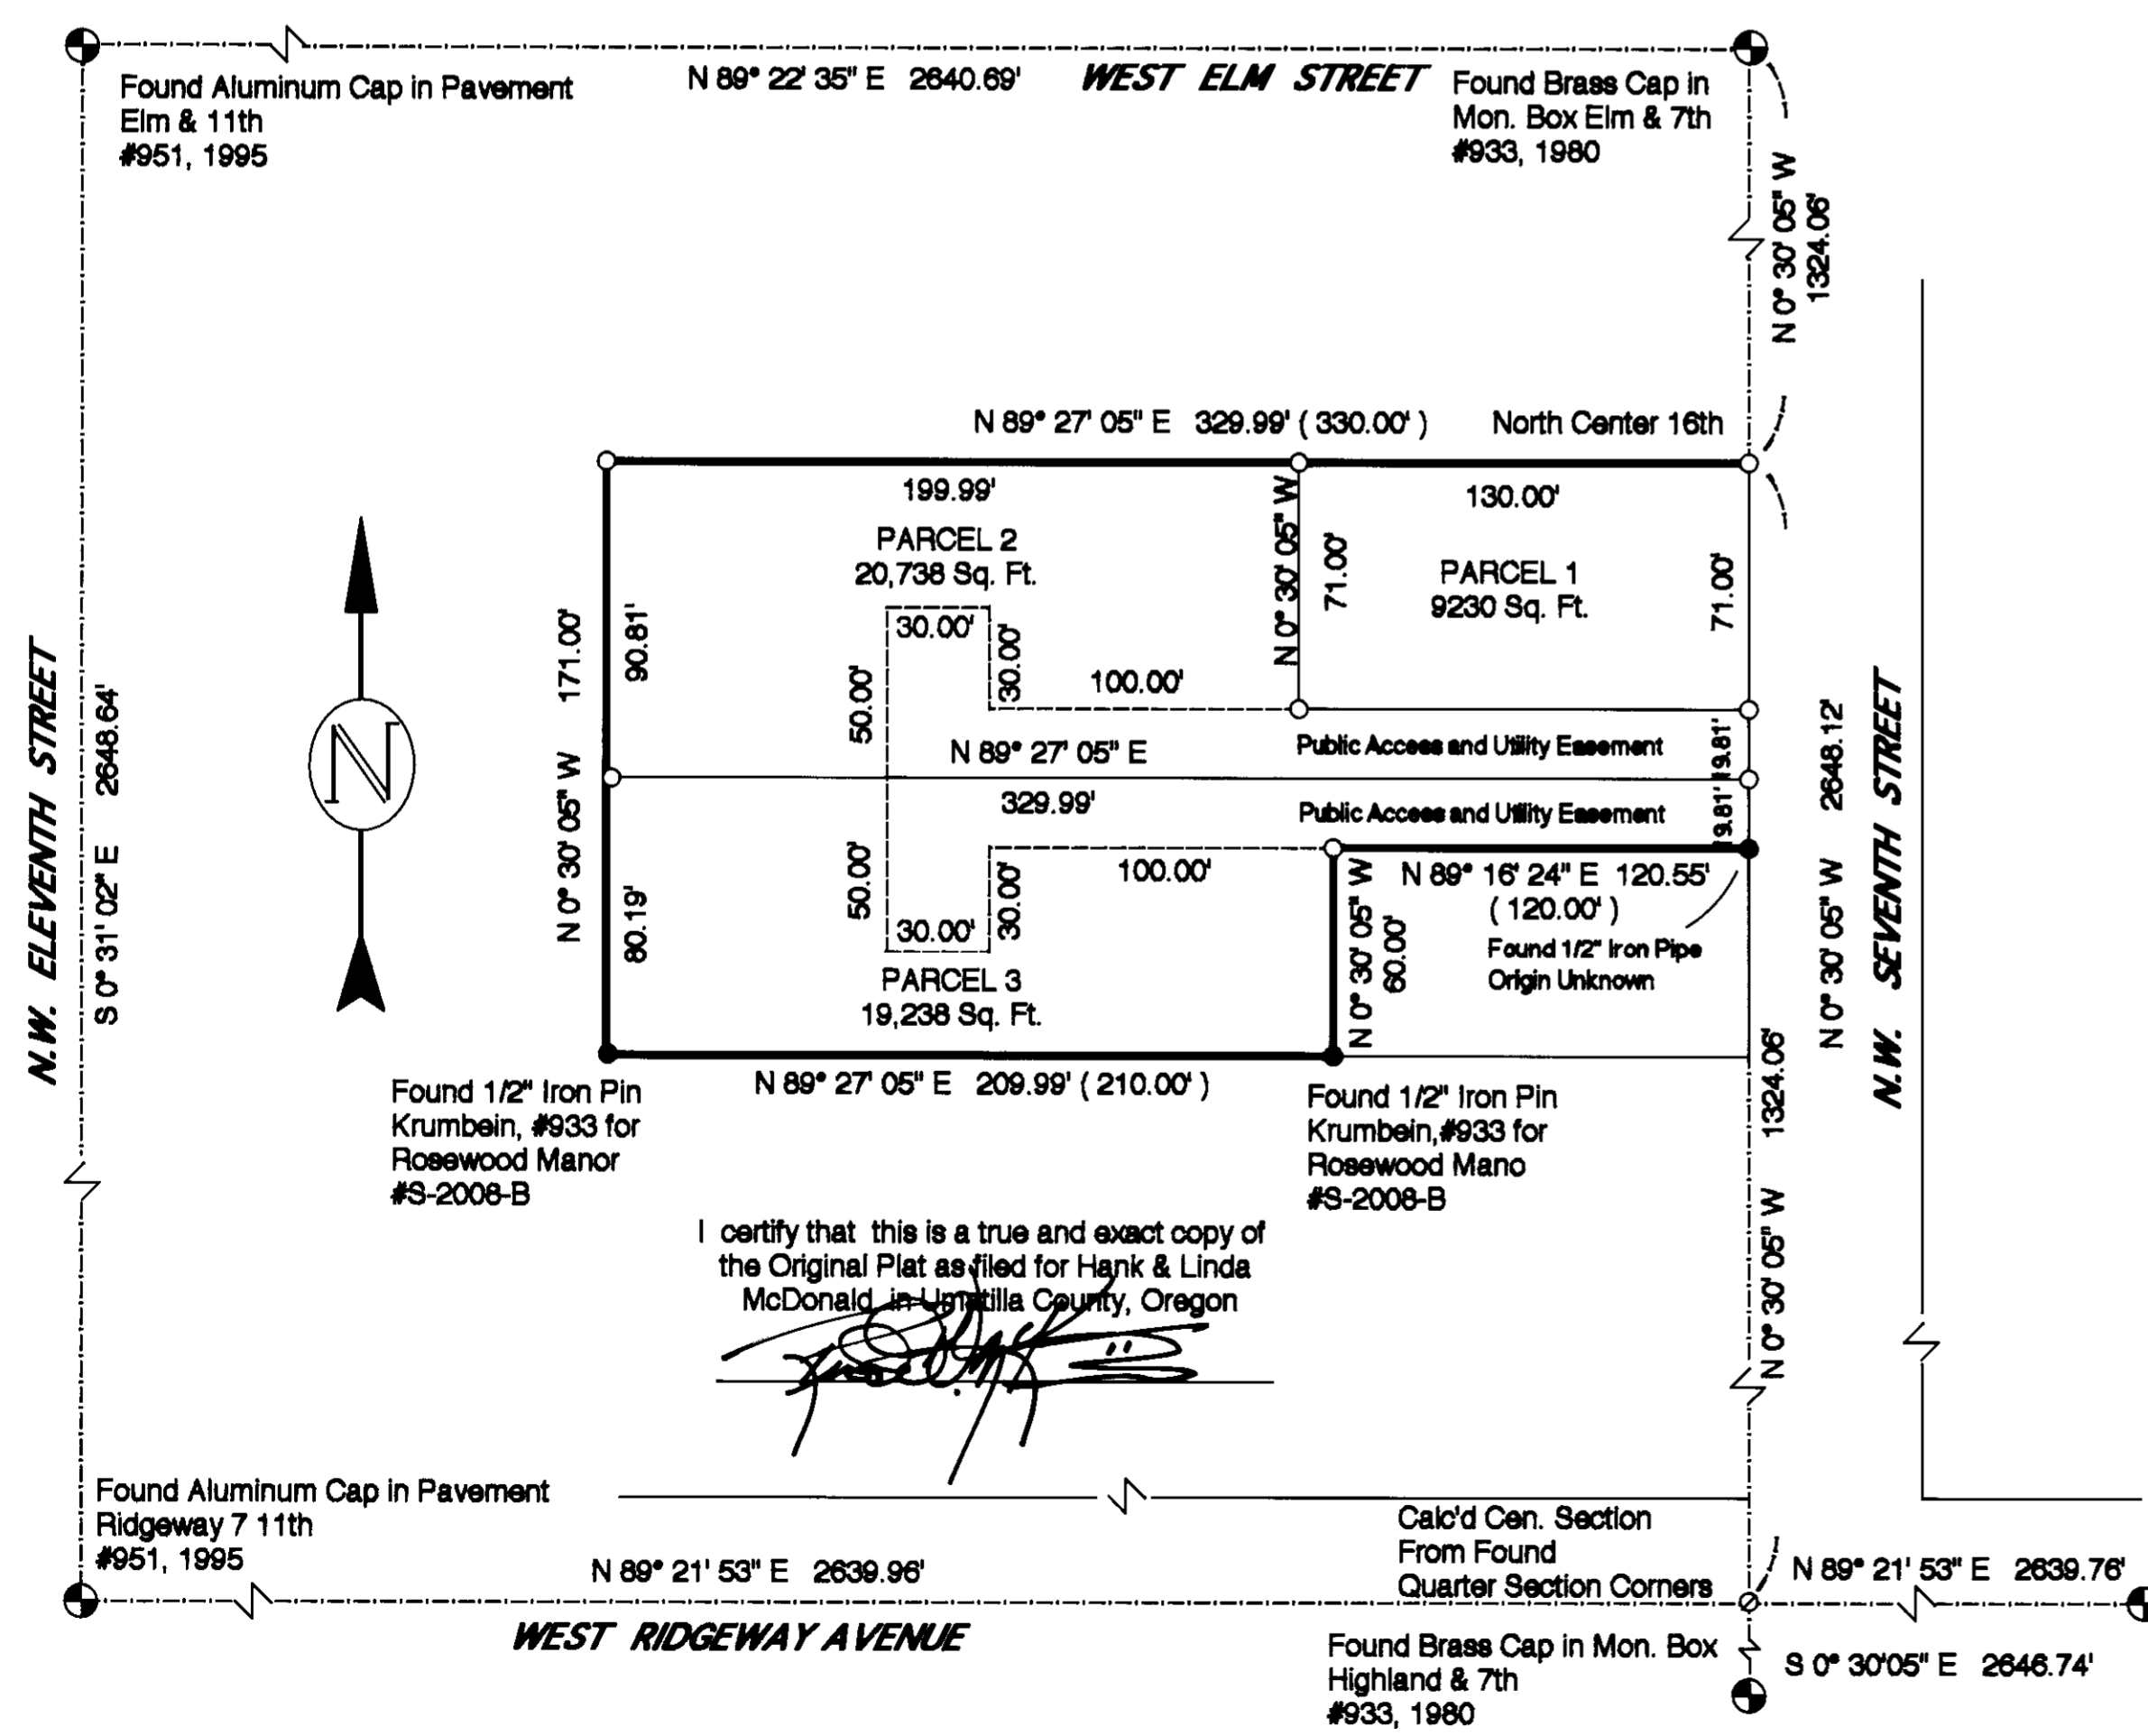 N 89° 22' 35" E 2640.69'
WEST ELM STREET
Found Aluminum Cap in Pavement
Elm & 11th
#951, 1995
Found Brass Cap in
Mon. Box Elm & 7th
#933, 1980
N 0° 30' 05" W
1324.06'
N 89° 27' 05" E 329.99' ( 330.00' )
North Center 16th
199.99'
130.00'
PARCEL 2
20,738 Sq. Ft.
N 0° 30' 05" W
71.00'
PARCEL 1
9230 Sq. Ft.
71.00'
30.00'
30.00'
50.00'
100.00'
171.00'
N 0° 30' 05" W
90.81'
80.19'
N
N.W. ELEVENTH STREET
S 0° 31' 02" E 2648.64'
N 89° 27' 05" E
329.99'
Public Access and Utility Easement
19.81'
Public Access and Utility Easement
19.81'
N 0° 30' 05" W 2648.12'
N.W. SEVENTH STREET
50.00'
30.00'
30.00'
100.00'
N 89° 16' 24" E 120.55'
( 120.00' )
Found 1/2" Iron Pipe
Origin Unknown
N 0° 30' 05" W
60.00'
PARCEL 3
19,238 Sq. Ft.
N 89° 27' 05" E 209.99' ( 210.00' )
Found 1/2" Iron Pin
Krumbein, #933 for
Rosewood Manor
#S-2008-B
Found 1/2" Iron Pin
Krumbein,#933 for
Rosewood Mano
#S-2008-B
N 0° 30' 05" W 1324.06'
I certify that this is a true and exact copy of
the Original Plat as filed for Hank & Linda
McDonald in Umatilla County, Oregon
Found Aluminum Cap in Pavement
Ridgeway 7 11th
#951, 1995
N 89° 21' 53" E 2639.96'
WEST RIDGEWAY AVENUE
Calc'd Cen. Section
From Found
Quarter Section Corners
N 89° 21' 53" E 2639.76'
Found Brass Cap in Mon. Box
Highland & 7th
#933, 1980
S 0° 30'05" E 2646.74'